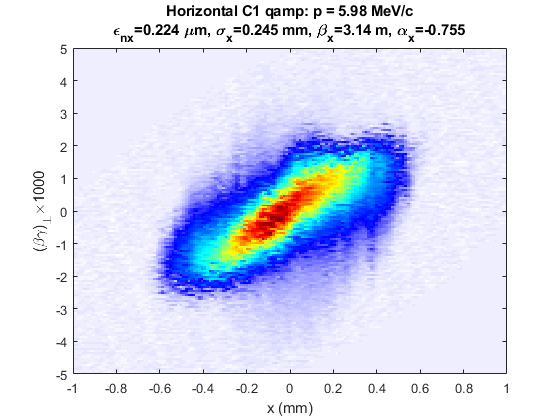 Horizontal C1 qamp: p = 5.98 MeV/c
ϵnx=0.224 μm, σx=0.245 mm, βx=3.14 m, αx=-0.755
5
4
3
2
1
0
-1
-2
-3
-4
-5
(βγ)⊥×1000
-1 -0.8 -0.6 -0.4 -0.2 0 0.2 0.4 0.6 0.8 1
x (mm)